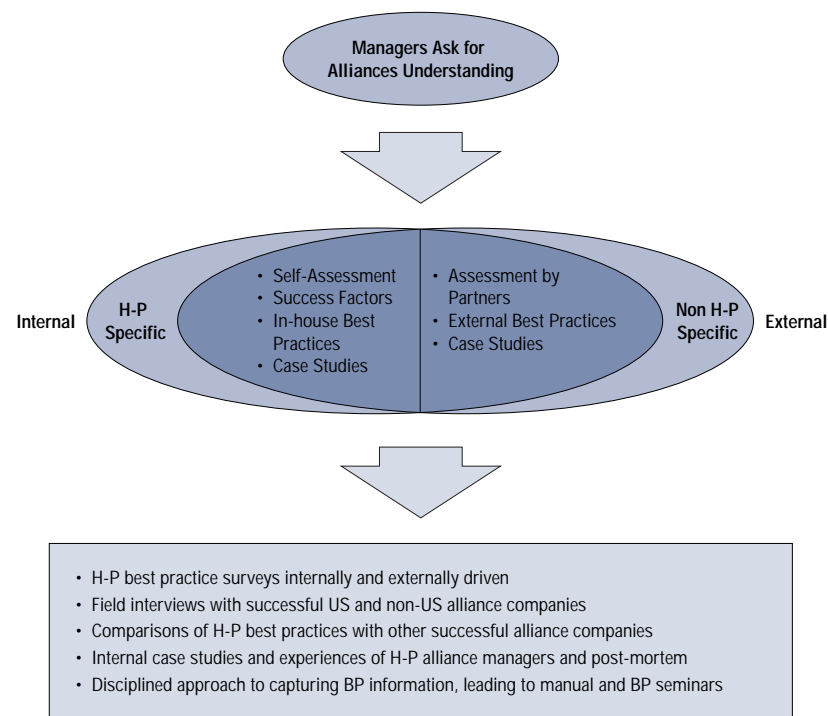 Managers Ask for
Alliances Understanding
Internal
H-P
Specific
• Self-Assessment
• Success Factors
• In-house Best
Practices
• Case Studies
• Assessment by
Partners
• External Best Practices
• Case Studies
Non H-P
Specific
External
• H-P best practice surveys internally and externally driven
• Field interviews with successful US and non-US alliance companies
• Comparisons of H-P best practices with other successful alliance companies
• Internal case studies and experiences of H-P alliance managers and post-mortem
• Disciplined approach to capturing BP information, leading to manual and BP seminars